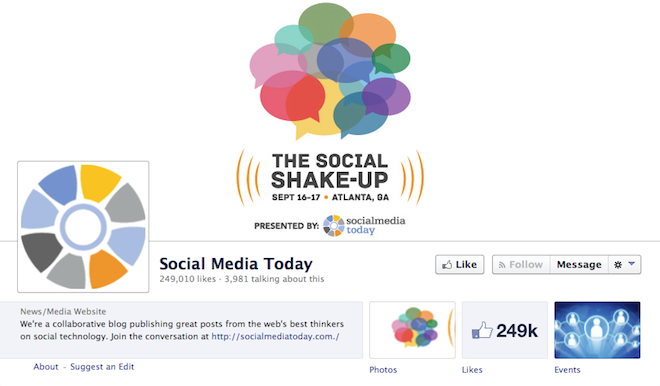 THE SOCIAL
SHAKE-UP
SEPT 16-17 • ATLANTA, GA
PRESENTED BY: socialmedia
today
Social Media Today
249,010 likes · 3,981 talking about this
Like
Follow
Message
News/Media Website
We're a collaborative blog publishing great posts from the web's best thinkers
on social technology. Join the conversation at http://socialmediatoday.com./
About - Suggest an Edit
249k
Photos
Likes
Events